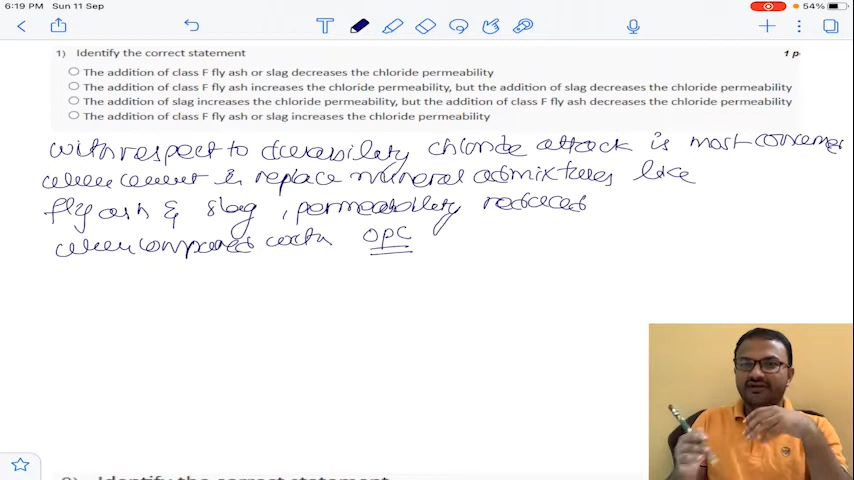 6:19 PM Sun 11 Sep
54%
1) Identify the correct statement
1 p
The addition of class F fly ash or slag decreases the chloride permeability
The addition of class F fly ash increases the chloride permeability, but the addition of slag decreases the chloride permeability
The addition of slag increases the chloride permeability, but the addition of class F fly ash decreases the chloride permeability
The addition of class F fly ash or slag increases the chloride permeability
with respect to durability chloride attack is most
when cement is replace mineral admixtures like
fly ash & slag, permeability reduced
when compared with OPC
Identify the correct statement